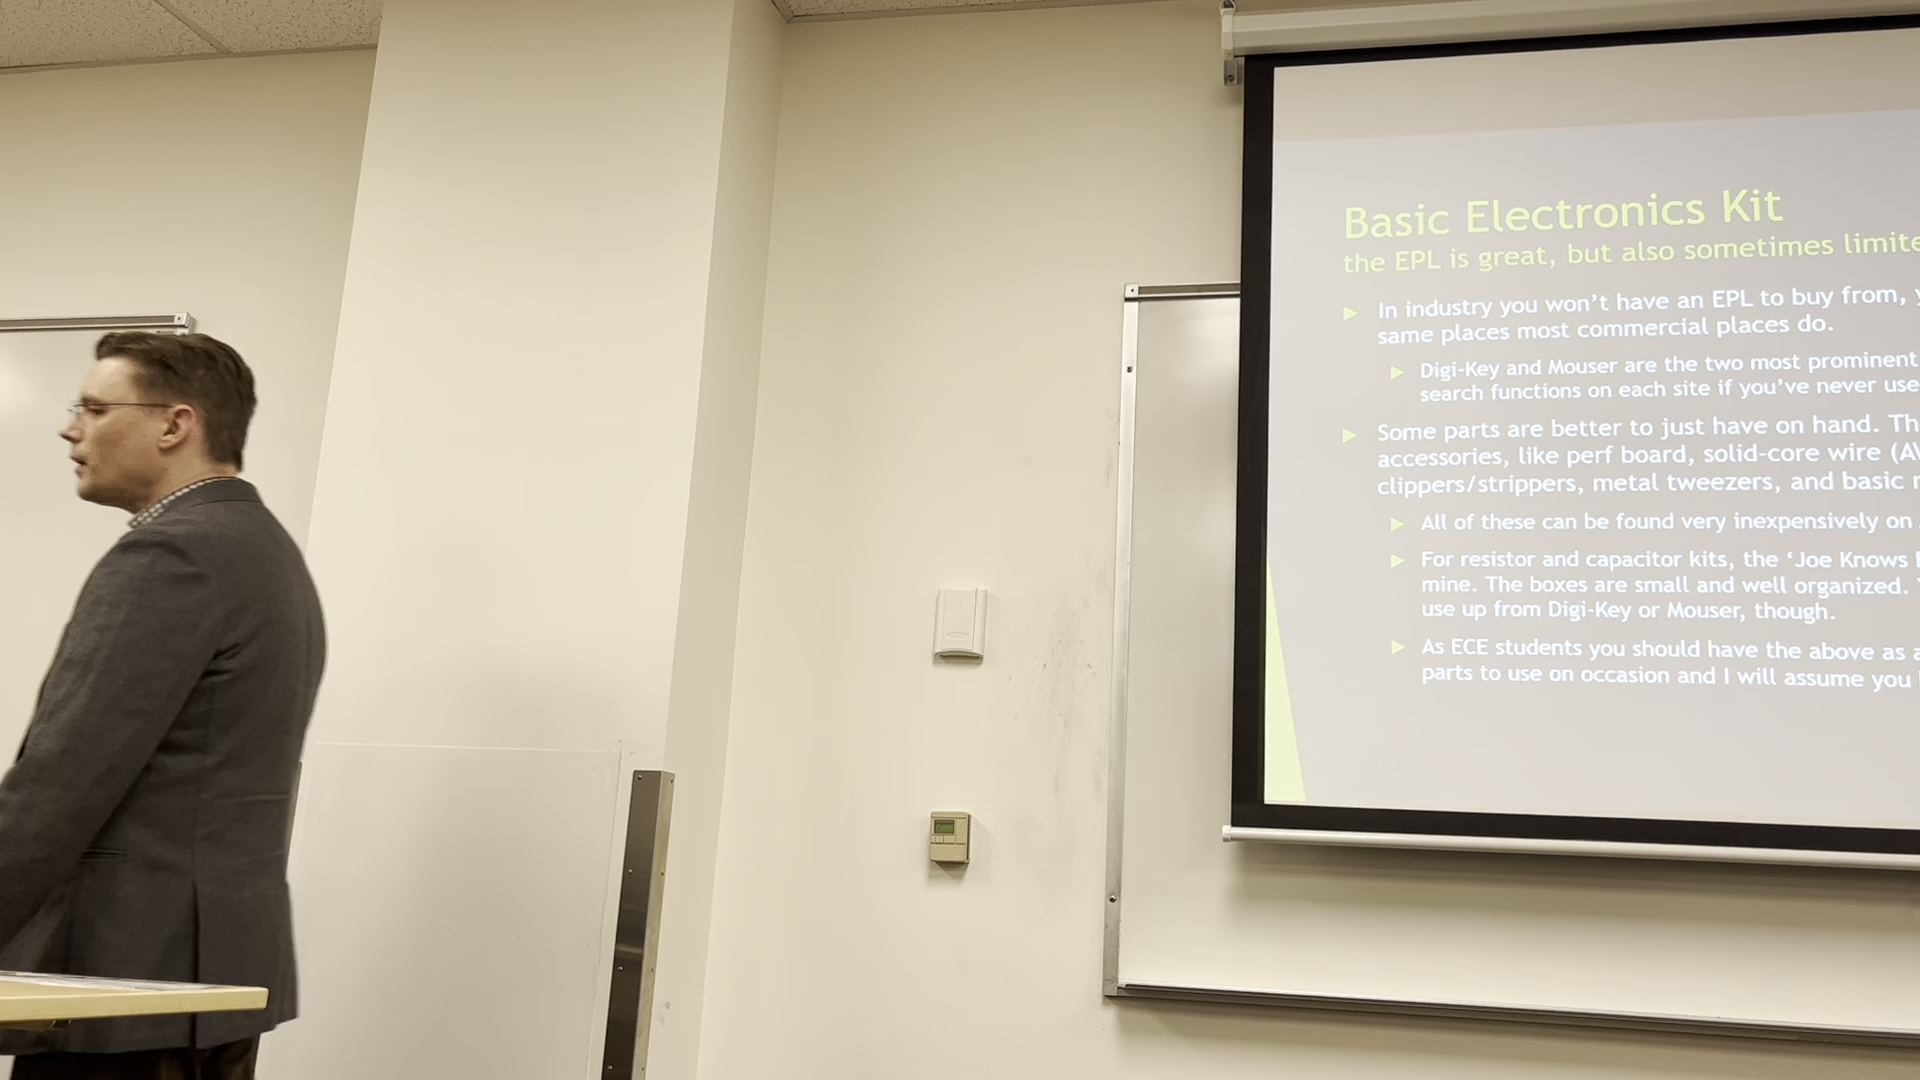 Basic Electronics Kit
the EPL is great, but also sometimes limite
In industry you won't have an EPL to buy from,
same places most commercial places do.
Digi-Key and Mouser are the two most prominent
search functions on each site if you've never use
Some parts are better to just have on hand. Th
accessories, like perf board, solid-core wire (AW
clippers/strippers, metal tweezers, and basic
All of these can be found very inexpensively on
For resistor and capacitor kits, the ‘Joe Knows
mine. The boxes are small and well organized.
use up from Digi-Key or Mouser, though.
As ECE students you should have the above as a
parts to use on occasion and I will assume you